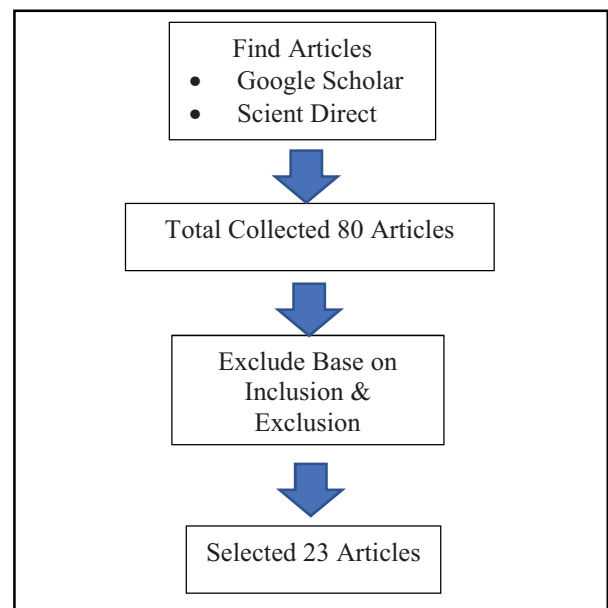 Find Articles
• Google Scholar
• Scient Direct
Total Collected 80 Articles
Exclude Base on
Inclusion &
Exclusion
Selected 23 Articles